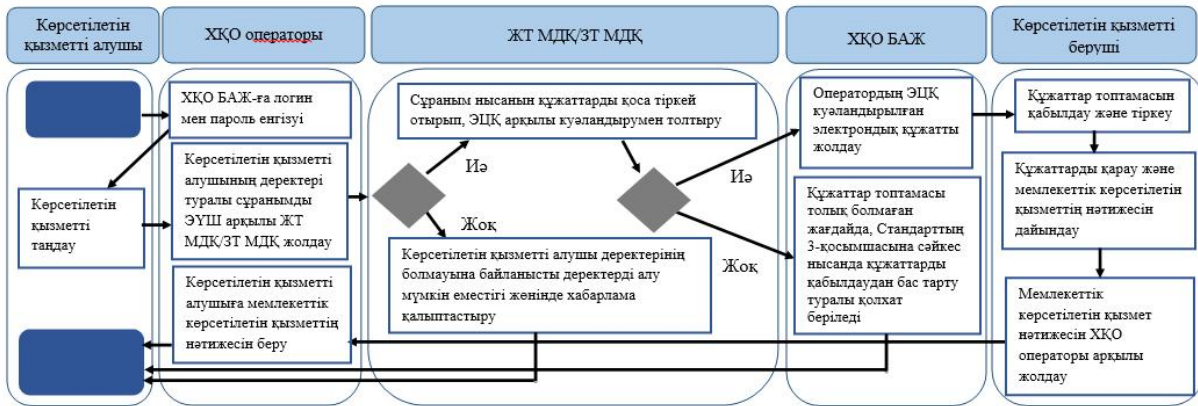 Көрсетілетін
қызметті алушы
ХҚО операторы
ЖТ МДҚ/ЗТ МДҚ
ХҚО БАЖ
Көрсетілетін қызметті
беруші
ХҚО БАЖ-ға логин
мен пароль енгізуі
Көрсетілетін
қызметті
таңдау
Көрсетілетін қызметті
алушының деректері
туралы сұранымды
ЭҮШ арқылы ЖТ
МДҚ/ЗТ МДҚ жолдау
Көрсетілетін қызметті
алушыға мемлекеттік
көрсетілетін қызметтің
нәтижесін беру
Сұраным нысанын құжаттарды қоса тіркей
отырып, ЭЦҚ арқылы куәландырумен толтыру
Иә
Жоқ
Көрсетілетін қызметті алушы деректерінің
болмауына байланысты деректерді алу
мүмкін еместігі жөнінде хабарлама
қалыптастыру
Иә
Жоқ
Оператордың ЭЦҚ
куәландырылған
электрондық құжатты
жолдау
Құжаттар топтамасы
толық болмаған
жағдайда, Стандарттың
3-қосымшасына сәйкес
нысанда құжаттарды
қабылдаудан бас тарту
туралы қолхат
беріледі
Құжаттар топтамасын
қабылдау және тіркеу
Құжаттарды қарау және
мемлекеттік көрсетілетін
қызметтің нәтижесін
дайындау
Мемлекеттік
көрсетілетін қызмет
нәтижесін ХҚО
операторы арқылы
жолдау